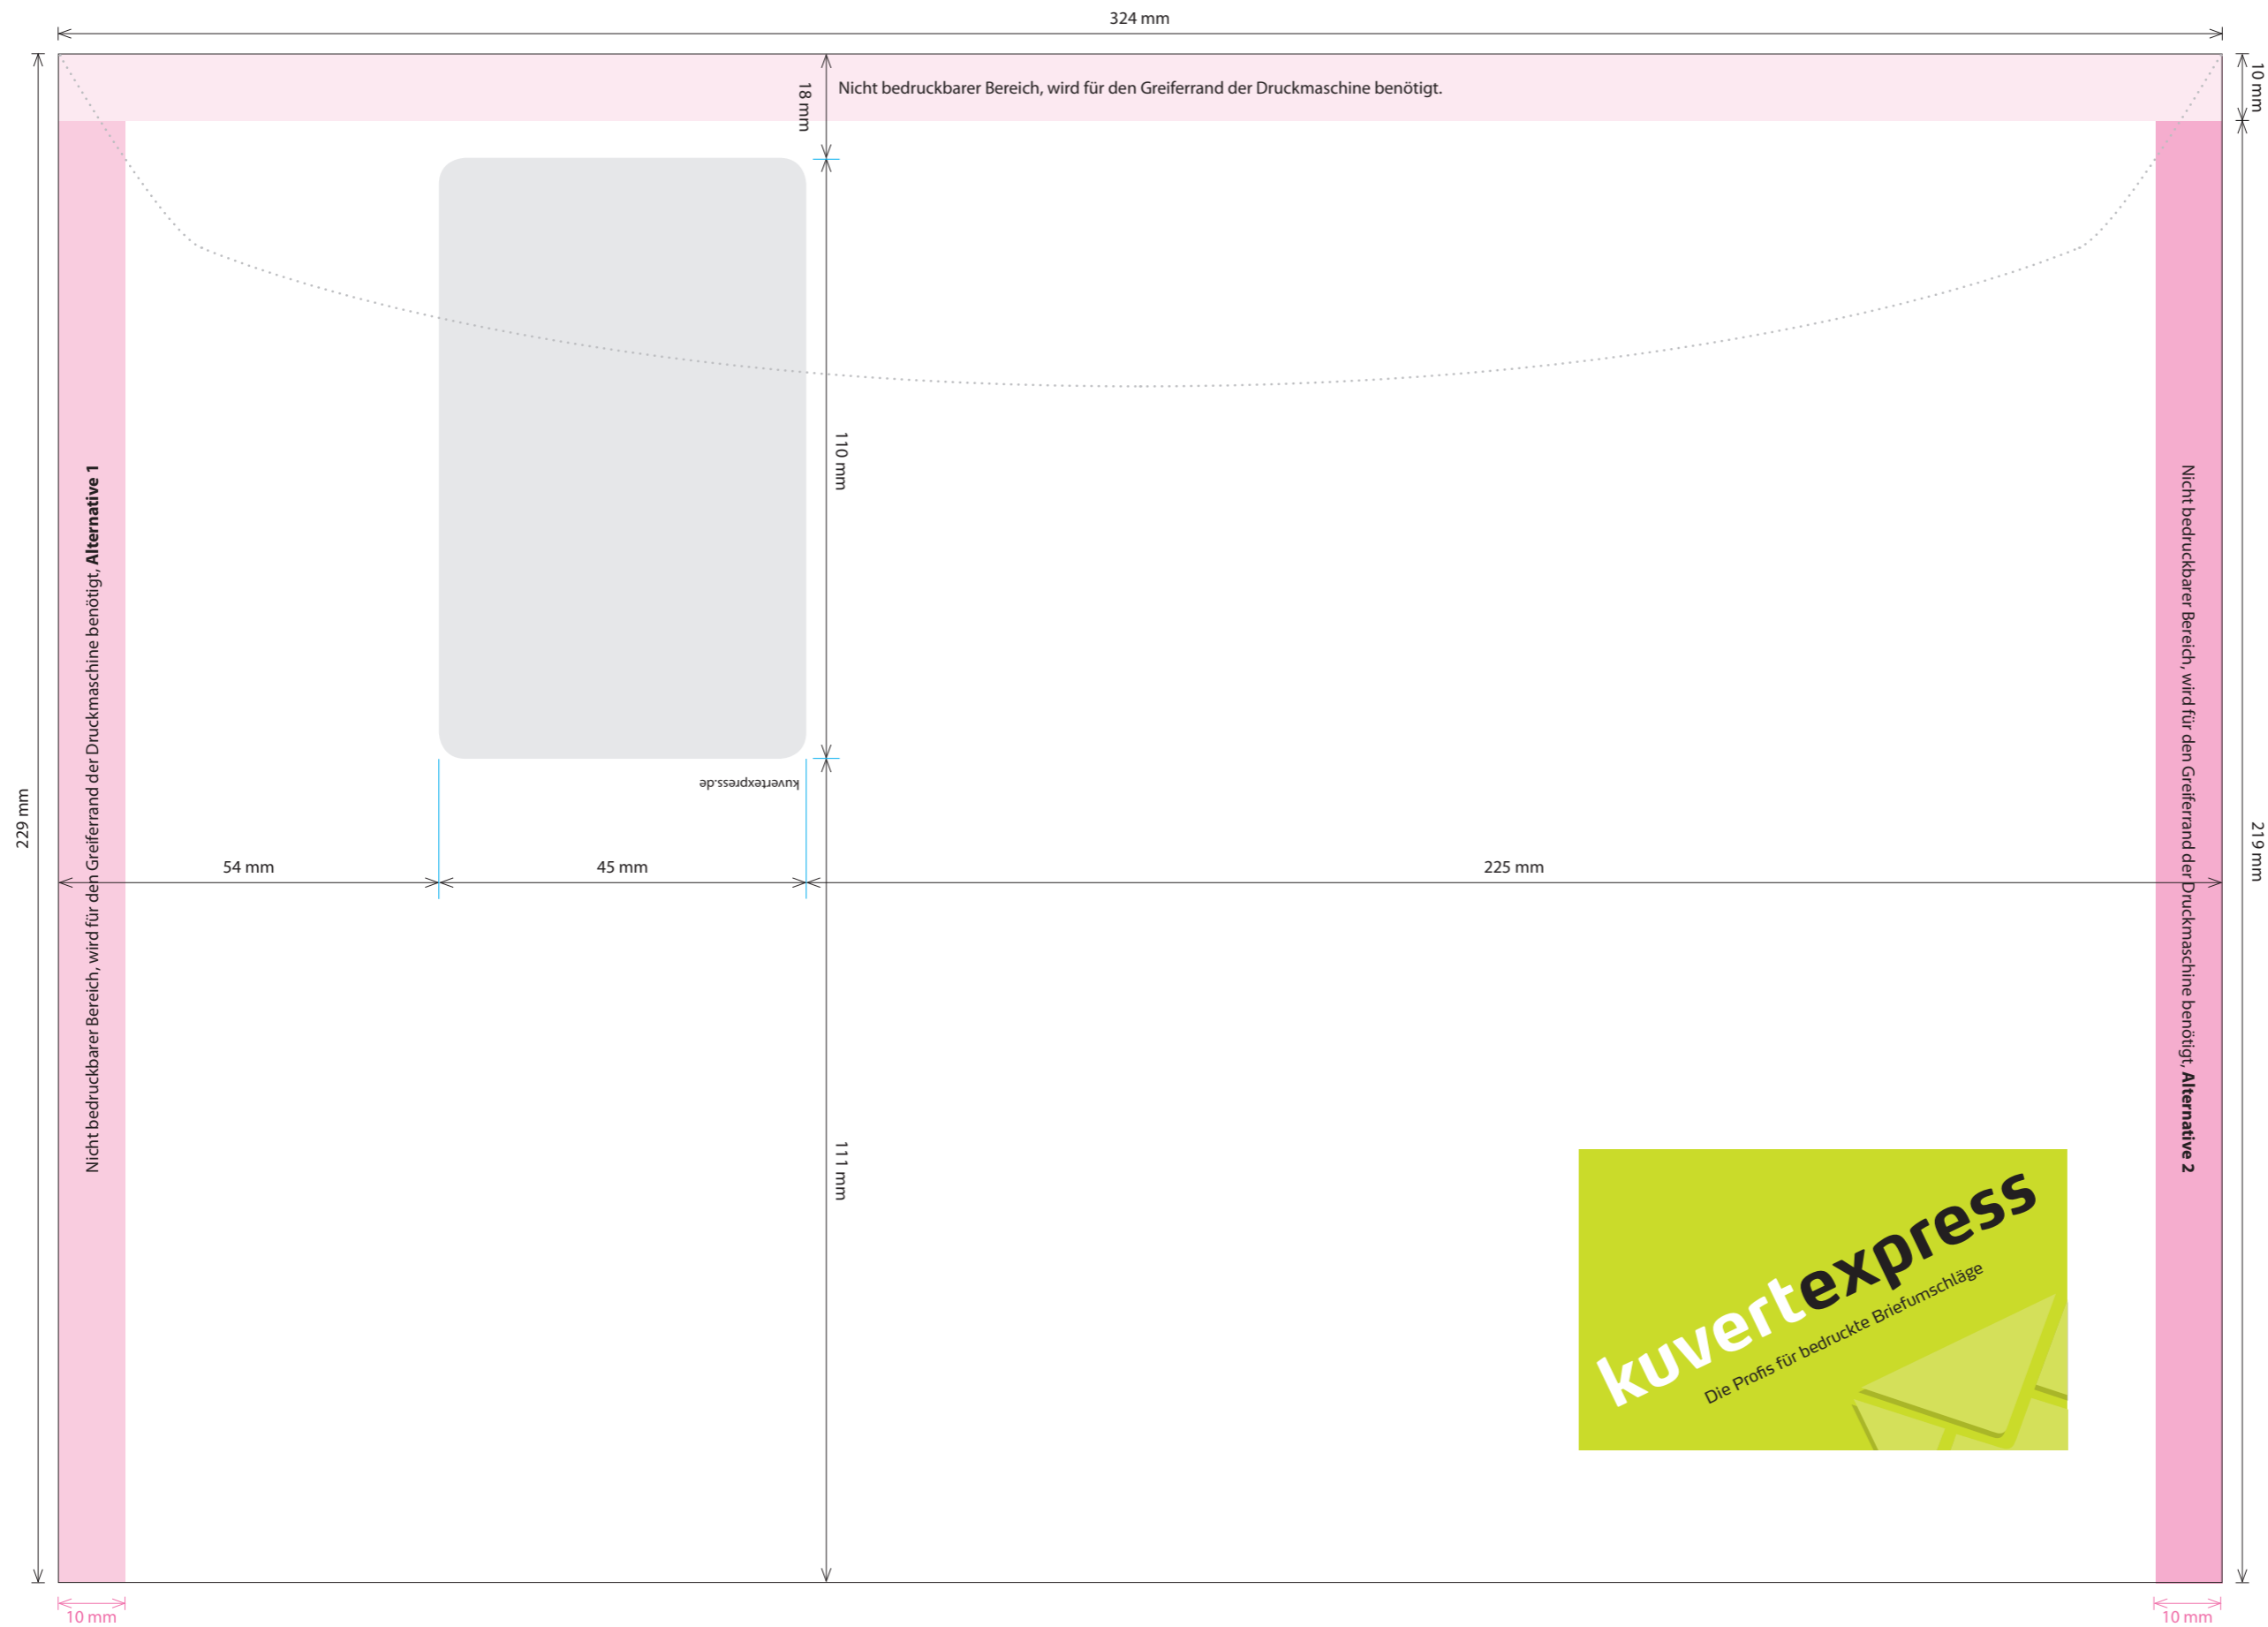 324 mm
10 mm
18 mm
Nicht bedruckbarer Bereich, wird für den Greiferrand der Druckmaschine benötigt.
110 mm
Nicht bedruckbarer Bereich, wird für den Greiferrand der Druckmaschine benötigt, Alternative 1
Nicht bedruckbarer Bereich, wird für den Greiferrand der Druckmaschine benötigt, Alternative 2
kuvertexpress.de
229 mm
219 mm
54 mm
45 mm
225 mm
111 mm
kuvertexpress
Die Profis für bedruckte Briefumschläge
10 mm
10 mm